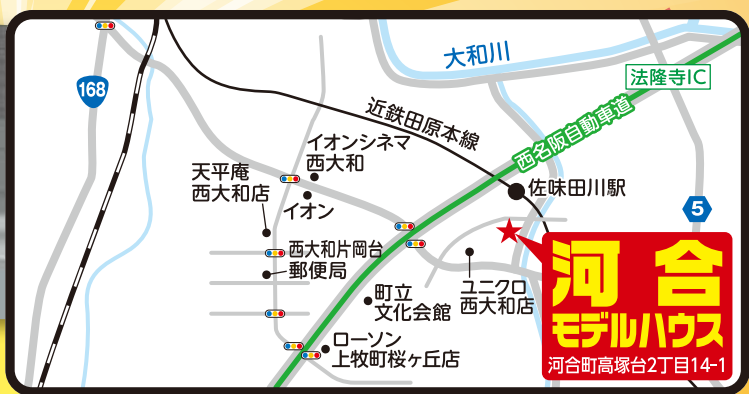 168
大和川
法隆寺IC
近鉄田原本線
西名阪自動車道
イオンシネマ
西大和
天平庵
西大和店
イオン
佐味田川駅
5
西大和片岡台
郵便局
ユニクロ
西大和店
町立
文化会館
ローソン
上牧町桜ヶ丘店
河合
モデルハウス
河合町高塚台2丁目14-1